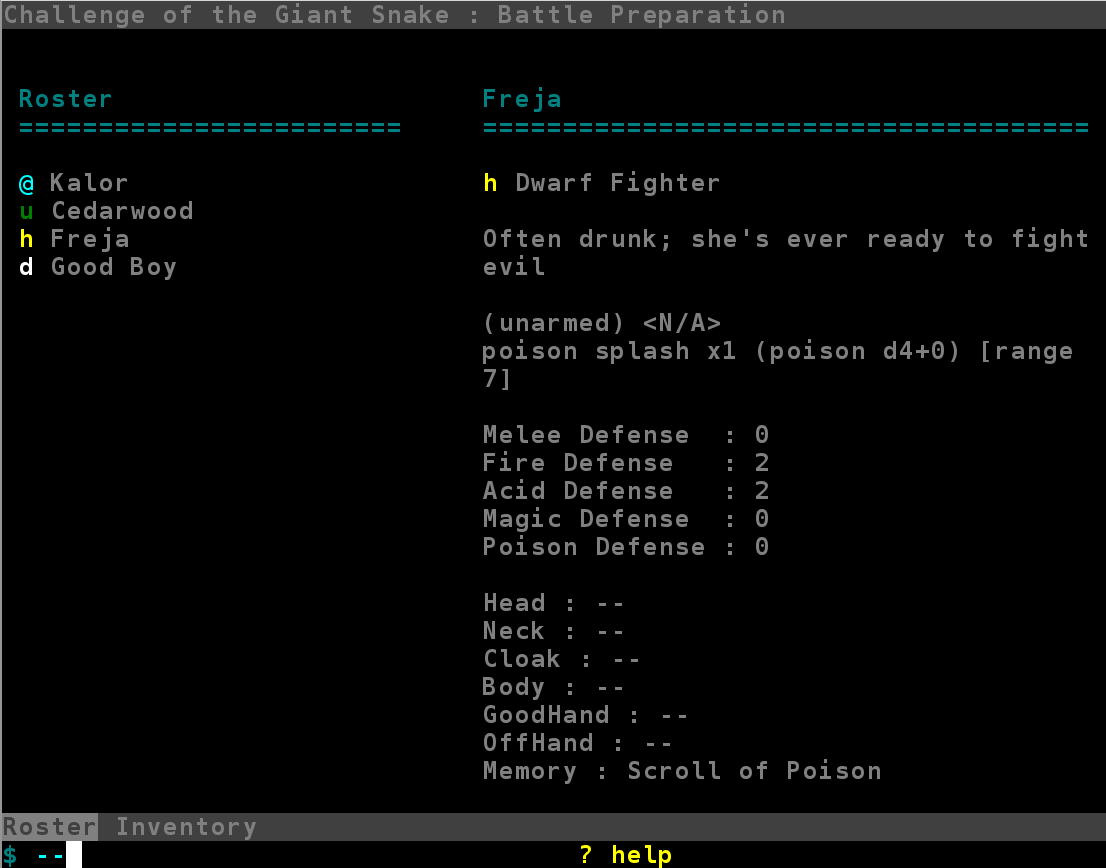 Challenge of the Giant Snake : Battle Preparation
Roster
========================
@ Kalor
u Cedarwood
h Freja
d Good Boy
Freja
======================================
h Dwarf Fighter
Often drunk; she's ever ready to fight
evil
(unarmed) <N/A>
poison splash x1 (poison d4+0) [range
7]
Melee Defense  : 0
Fire Defense   : 2
Acid Defense   : 2
Magic Defense  : 0
Poison Defense : 0
Head : --
Neck : --
Cloak : --
Body : --
GoodHand : --
OffHand : --
Memory : Scroll of Poison
Roster Inventory
$ -- ? help